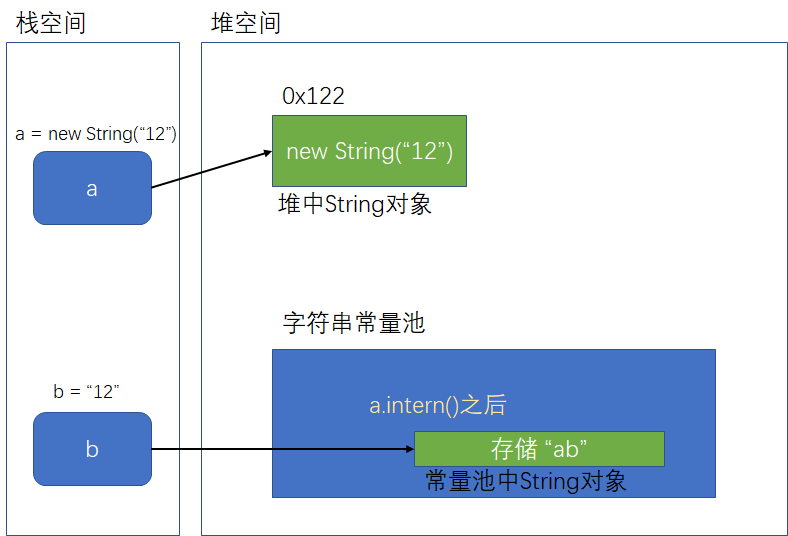 栈空间
堆空间
0x122
a = new String(“12”)
new String(“12”)
a
堆中String对象
字符串常量池
b = “12”
a.intern()之后
b
存储 “ab”
常量池中String对象